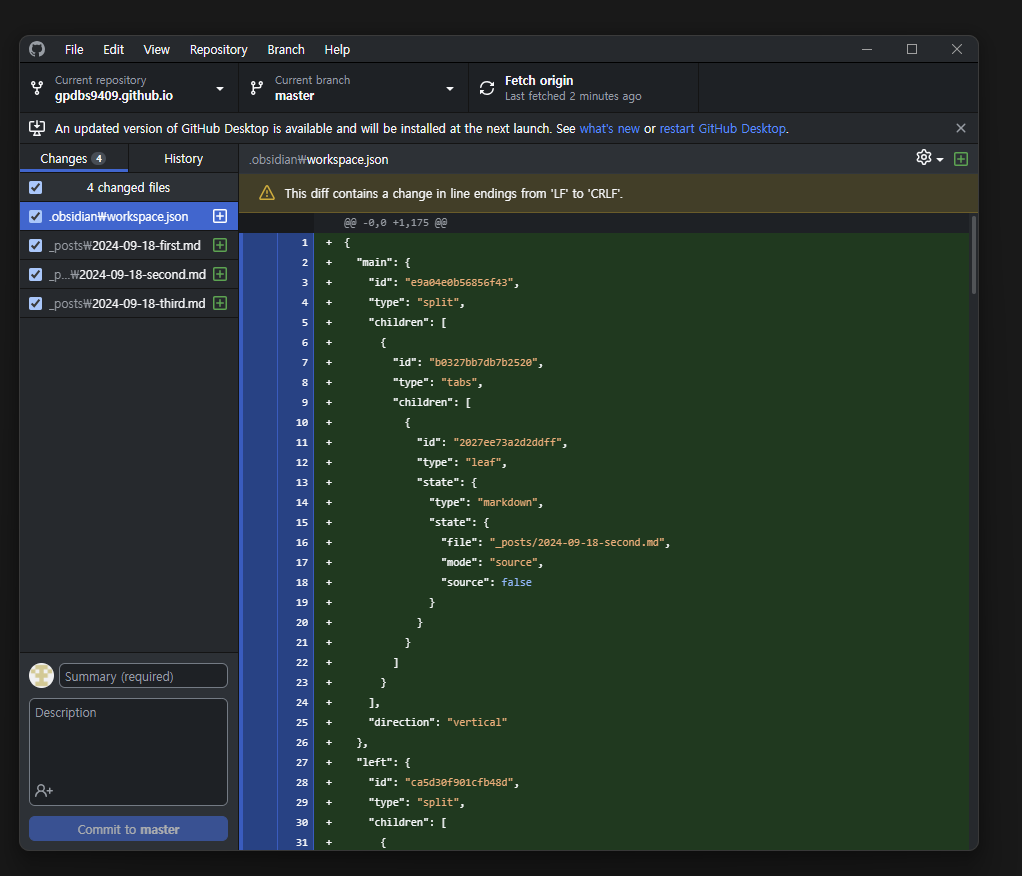 File Edit View Repository Branch Help
Current repository
gpdbs9409.github.io
Current branch
master
Fetch origin
Last fetched 2 minutes ago
An updated version of GitHub Desktop is available and will be installed at the next launch. See what's new or restart GitHub Desktop.
Changes 4
History
.obsidian₩workspace.json
4 changed files
.obsidian₩workspace.json
_posts₩2024-09-18-first.md
_p...₩2024-09-18-second.md
_posts₩2024-09-18-third.md
Summary (required)
Description
Commit to master
This diff contains a change in line endings from 'LF' to 'CRLF'.
@@ -0,0 +1,175 @@
1 + {
2 + "main": {
3 + "id": "e9a04e0b56856f43",
4 + "type": "split",
5 + "children": [
6 + {
7 + "id": "b0327bb7db7b2520",
8 + "type": "tabs",
9 + "children": [
10 + {
11 + "id": "2027ee73a2d2ddff",
12 + "type": "leaf",
13 + "state": {
14 + "type": "markdown",
15 + "state": {
16 + "file": "_posts/2024-09-18-second.md",
17 + "mode": "source",
18 + "source": false
19 + }
20 + }
21 + }
22 + ]
23 + }
24 + ],
25 + "direction": "vertical"
26 + },
27 + "left": {
28 + "id": "ca5d30f901cfb48d",
29 + "type": "split",
30 + "children": [
31 + {